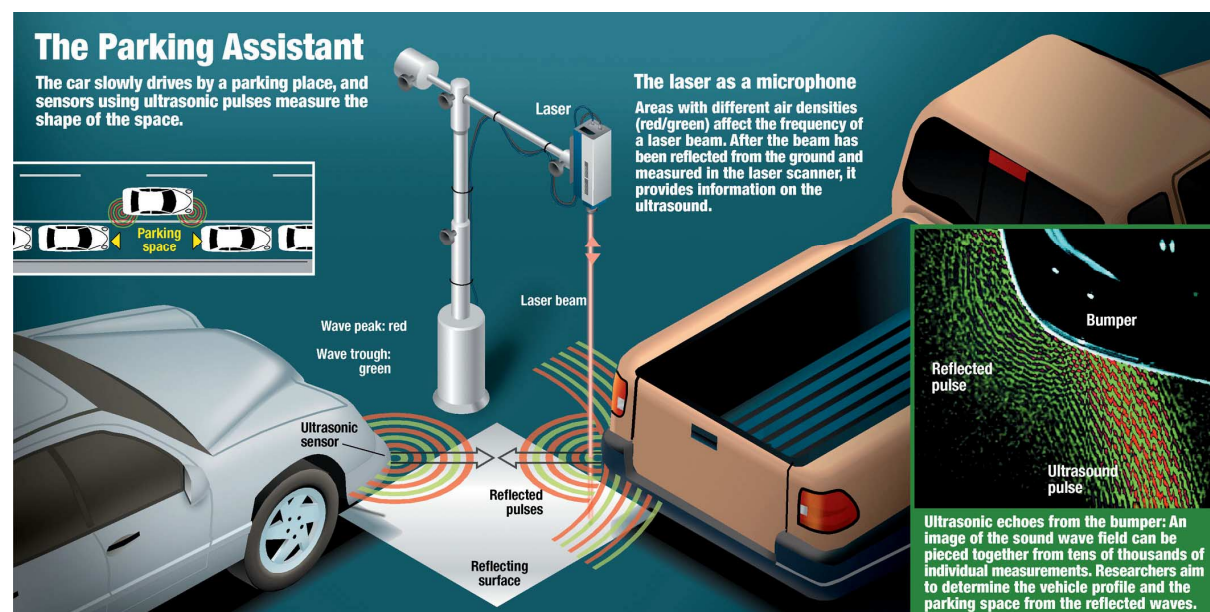 The Parking Assistant
The car slowly drives by a parking place, and
sensors using ultrasonic pulses measure the
shape of the space.
Parking
space
Laser
The laser as a microphone
Areas with different air densities
(red/green) affect the frequency of
a laser beam. After the beam has
been reflected from the ground and
measured in the laser scanner, it
provides information on the
ultrasound.
Laser beam
Wave peak: red
Wave trough:
green
Ultrasonic
sensor
Reflected
pulses
Reflecting
surface
Bumper
Reflected
pulse
Ultrasound
pulse
Ultrasonic echoes from the bumper: An
image of the sound wave field can be
pieced together from tens of thousands of
individual measurements. Researchers aim
to determine the vehicle profile and the
parking space from the reflected waves.